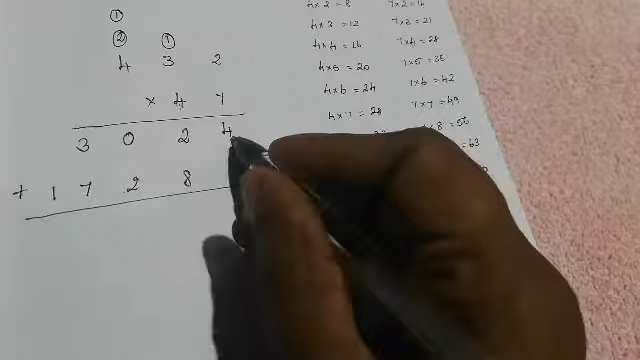 ①
② ①
4 3 2
× 4 7
3 0 2 4
+ 1 7 2 8
4 x 2 = 8
4 x 3 = 12
4 x 4 = 16
4 x 5 = 20
4 x 6 = 24
4 x 7 = 28
7 x 2 = 14
7 x 3 = 21
7 x 4 = 28
7 x 5 = 35
7 x 6 = 42
7 x 7 = 49
x 8 = 56
= 63